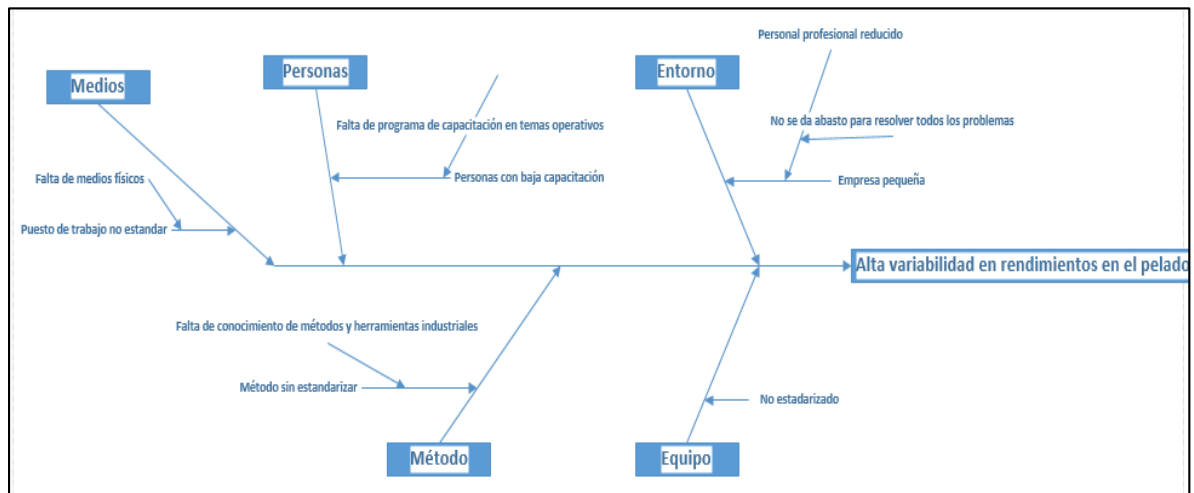 Personal profesional reducido
Medios
Personas
Entorno
Falta de programa de capacitación en temas operativos
No se da abasto para resolver todos los problemas
Falta de medios físicos
Personas con baja capacitación
Empresa pequeña
Puesto de trabajo no estandar
Alta variabilidad en rendimientos en el pelado
Falta de conocimiento de métodos y herramientas industriales
Método sin estandarizar
No estadarizado
Método
Equipo